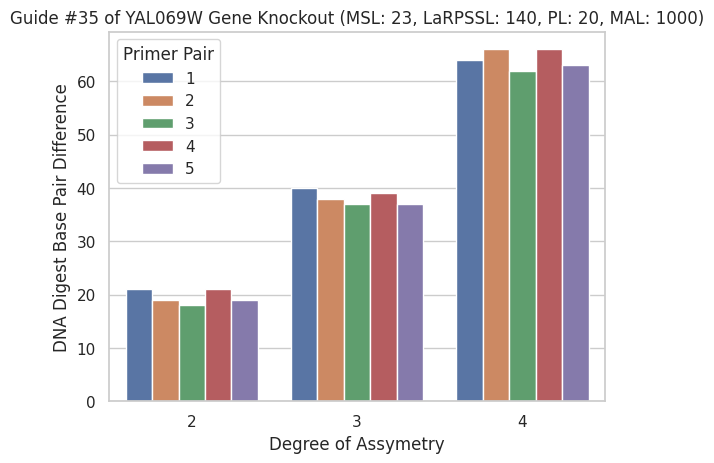 Guide #35 of YAL069W Gene Knockout (MSL: 23, LaRPSSL: 140, PL: 20, MAL: 1000)
Primer Pair
1
2
3
4
5
DNA Digest Base Pair Difference
60
50
40
30
20
10
0
2 3 4
Degree of Assymetry